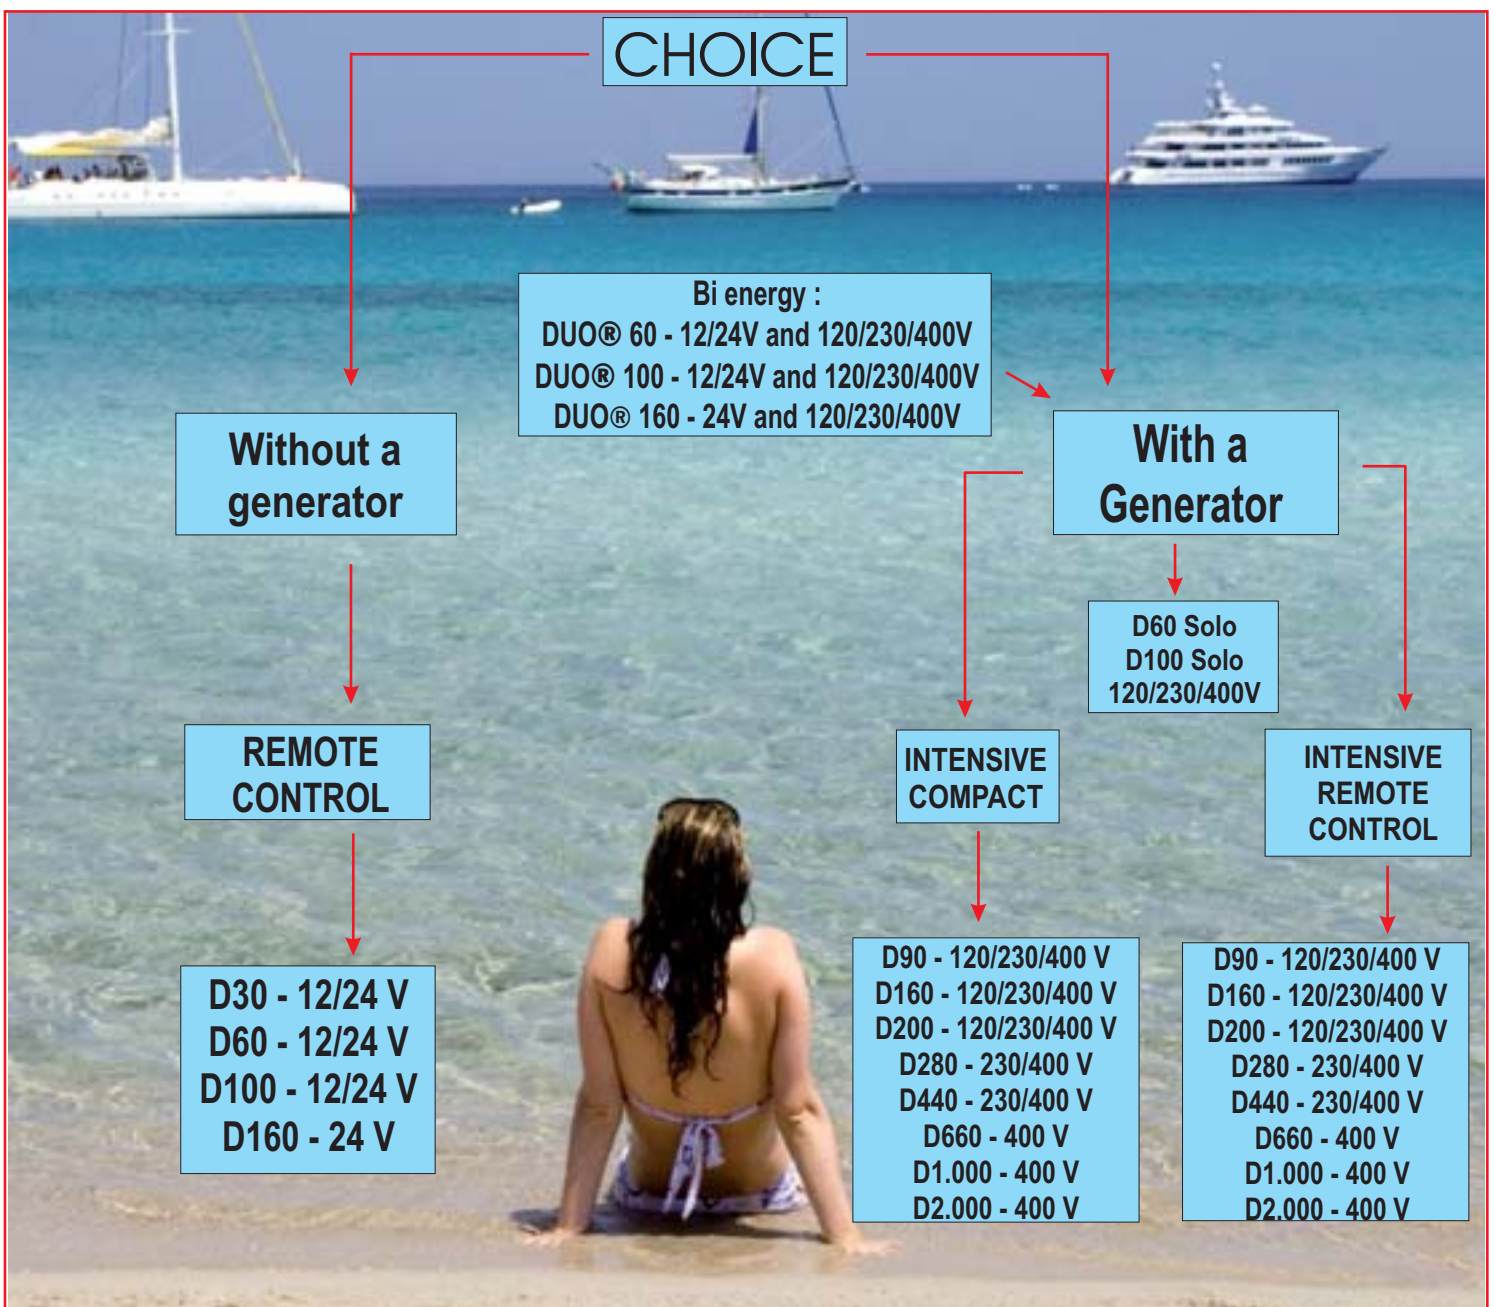 CHOICE
Bi energy :
DUO® 60 - 12/24V and 120/230/400V
DUO® 100 - 12/24V and 120/230/400V
DUO® 160 - 24V and 120/230/400V
Without a
generator
With a
Generator
D60 Solo
D100 Solo
120/230/400V
REMOTE
CONTROL
INTENSIVE
COMPACT
INTENSIVE
REMOTE
CONTROL
D30 - 12/24 V
D60 - 12/24 V
D100 - 12/24 V
D160 - 24 V
D90 - 120/230/400 V
D160 - 120/230/400 V
D200 - 120/230/400 V
D280 - 230/400 V
D440 - 230/400 V
D660 - 400 V
D1.000 - 400 V
D2.000 - 400 V
D90 - 120/230/400 V
D160 - 120/230/400 V
D200 - 120/230/400 V
D280 - 230/400 V
D440 - 230/400 V
D660 - 400 V
D1.000 - 400 V
D2.000 - 400 V